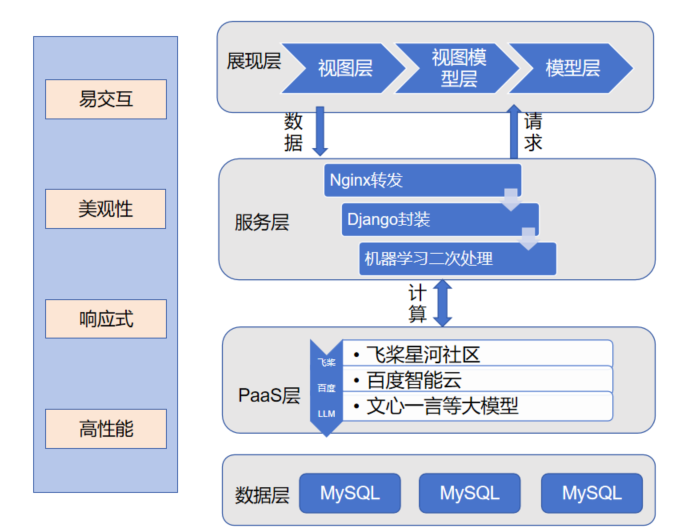 易交互
美观性
响应式
高性能
展现层
视图层
视图模
型层
模型层
数
据
请
求
服务层
Nginx转发
Django封装
机器学习二次处理
计
算
PaaS层
飞桨
• 飞桨星河社区
百度
• 百度智能云
LLM
• 文心一言等大模型
数据层
MySQL
MySQL
MySQL